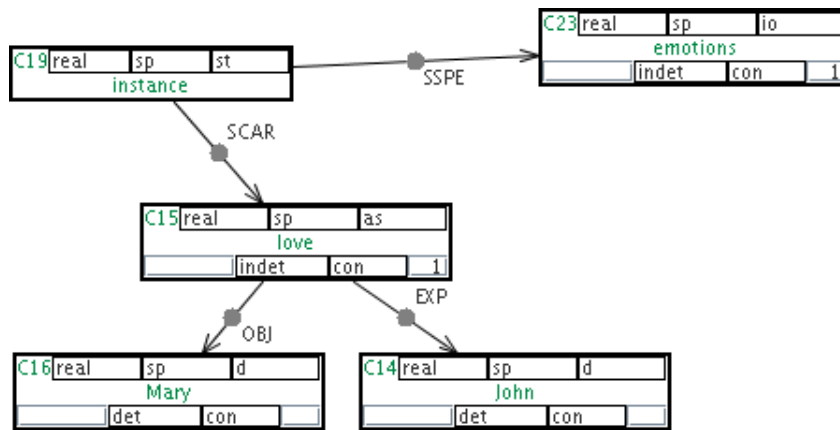 C23 real sp io
emotions
indet con 1
C19 real sp st
instance
SSPE
SCAR
C15 real sp as
love
indet con 1
EXP
OBJ
C16 real sp d
Mary
det con
C14 real sp d
John
det con